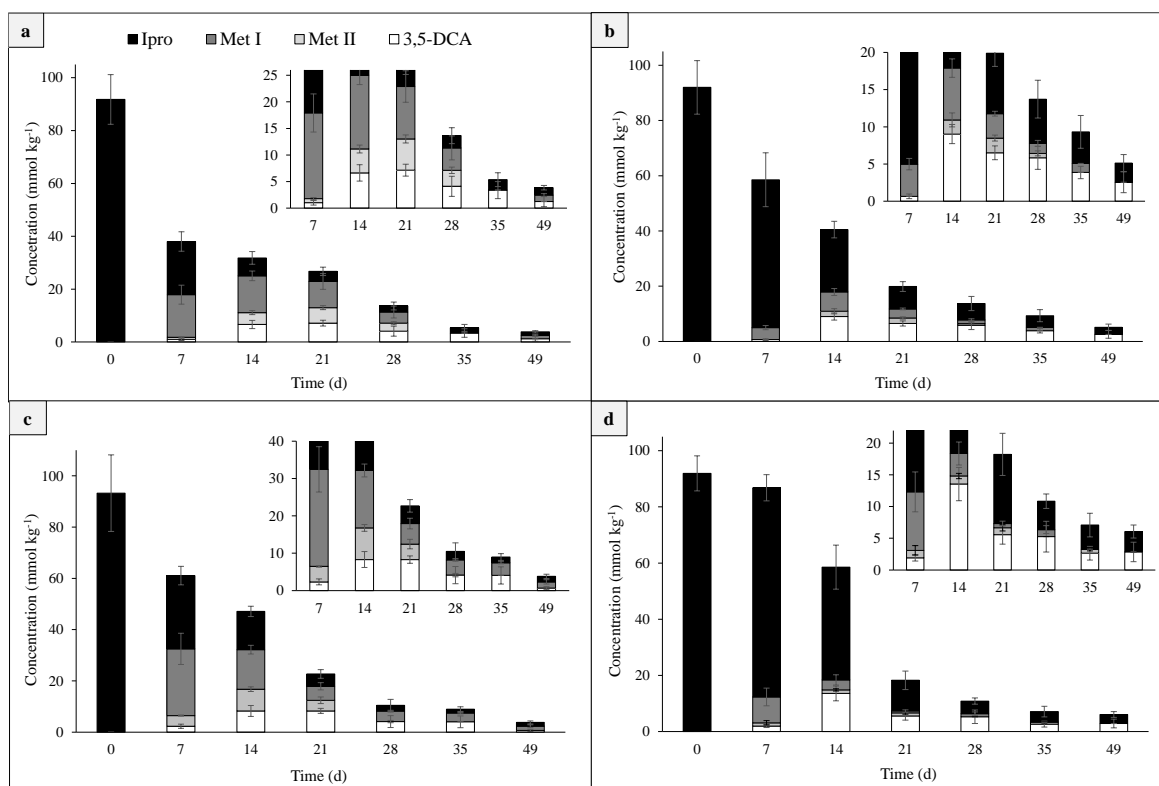 a
Ipro Met I Met II 3,5-DCA
Concetration (mmol kg-1)
100
80
60
40
20
0
0 7 14 21 28 35 49
Time (d)
25
20
15
10
5
0
7 14 21 28 35 49
b
Concentration (mmol kg-1)
100
80
60
40
20
0
0 7 14 21 28 35 49
Time (d)
20
15
10
5
0
7 14 21 28 35 49
c
Concentration (mmol kg-1)
100
80
60
40
20
0
0 7 14 21 28 35 49
Time (d)
40
30
20
10
0
7 14 21 28 35 49
d
Concentration (mmol kg-1)
100
80
60
40
20
0
0 7 14 21 28 35 49
Time (d)
20
15
10
5
0
7 14 21 28 35 49